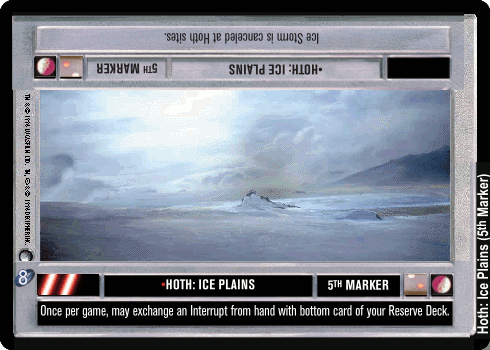 Ice Storm is canceled at Hoth sites.
•HOTH: ICE PLAINS
5TH MARKER
•HOTH: ICE PLAINS
5TH MARKER
Once per game, may exchange an Interrupt from hand with bottom card of your Reserve Deck.
8
Hoth: Ice Plains (5th Marker)